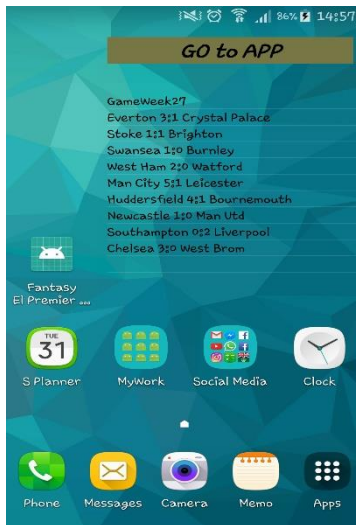 86% 14:57
GO to APP
GameWeek27
Everton 3:1 Crystal Palace
Stoke 1:1 Brighton
Swansea 1:0 Burnley
West Ham 2:0 Watford
Man City 5:1 Leicester
Huddersfield 4:1 Bournemouth
Newcastle 1:0 Man Utd
Southampton 0:2 Liverpool
Chelsea 3:0 West Brom
Fantasy
El Premier ...
TUE
31
S Planner MyWork Social Media Clock
Phone Messages Camera Memo Apps